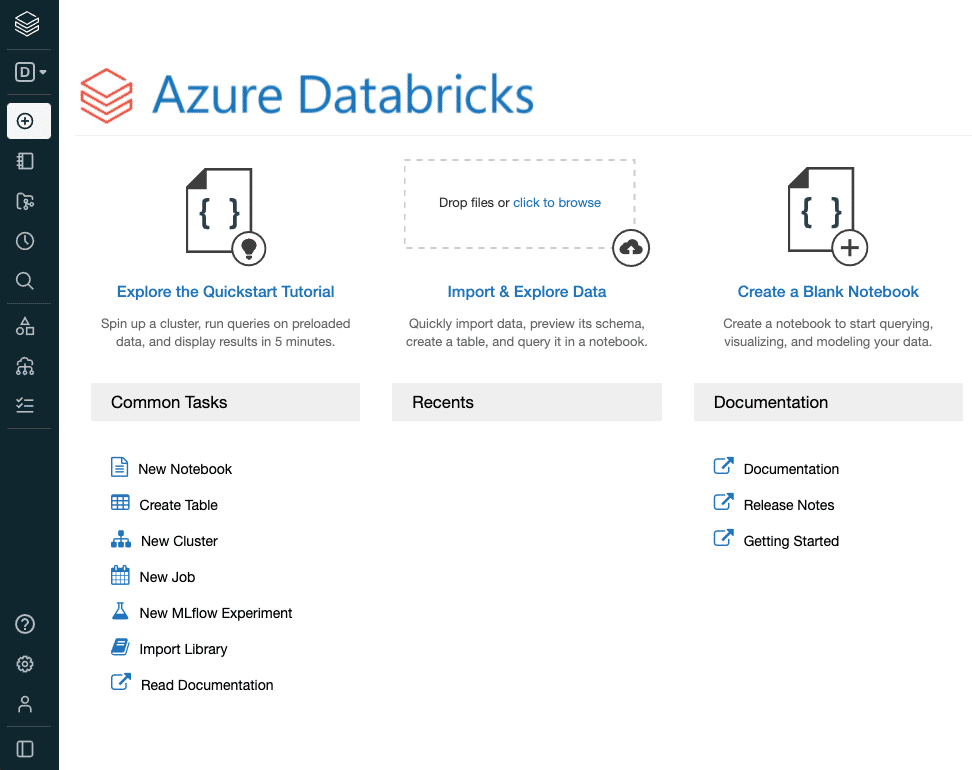 D
Azure Databricks
{ }
Drop files or click to browse
{ }
Explore the Quickstart Tutorial
Spin up a cluster, run queries on preloaded
data, and display results in 5 minutes.
Import & Explore Data
Quickly import data, preview its schema,
create a table, and query it in a notebook.
Create a Blank Notebook
Create a notebook to start querying,
visualizing, and modeling your data.
Common Tasks
New Notebook
Create Table
New Cluster
New Job
New MLflow Experiment
Import Library
Read Documentation
Recents
Documentation
Documentation
Release Notes
Getting Started